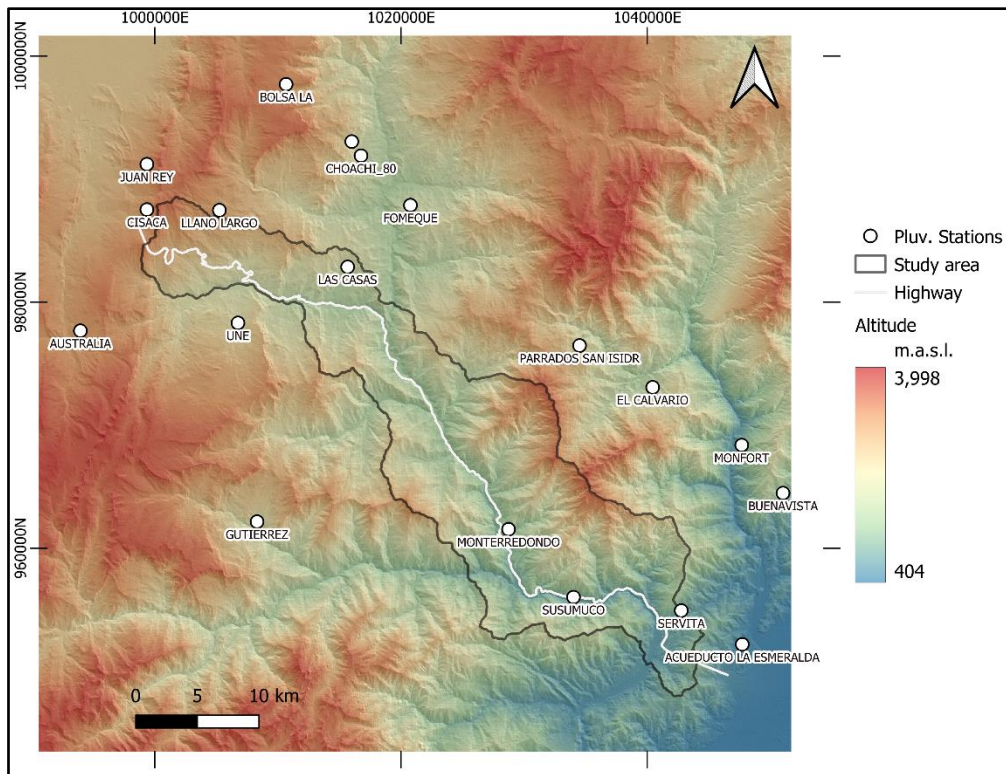 1000000E
1020000E
1040000E
1000000N
980000N
960000N
BOLSA LA
CHOACHI_80
JUAN REY
FOMEQUE
CISACA
LLANO LARGO
LAS CASAS
AUSTRALIA
UNE
PARRADOS SAN ISIDR
EL CALVARIO
MONFORT
BUENAVISTA
GUTIERREZ
MONTERREDONDO
SUSUMUCO
SERVITA
ACUEDUCTO LA ESMERALDA
0 5 10 km
Pluv. Stations
Study area
Highway
Altitude
m.a.s.l.
3,998
404